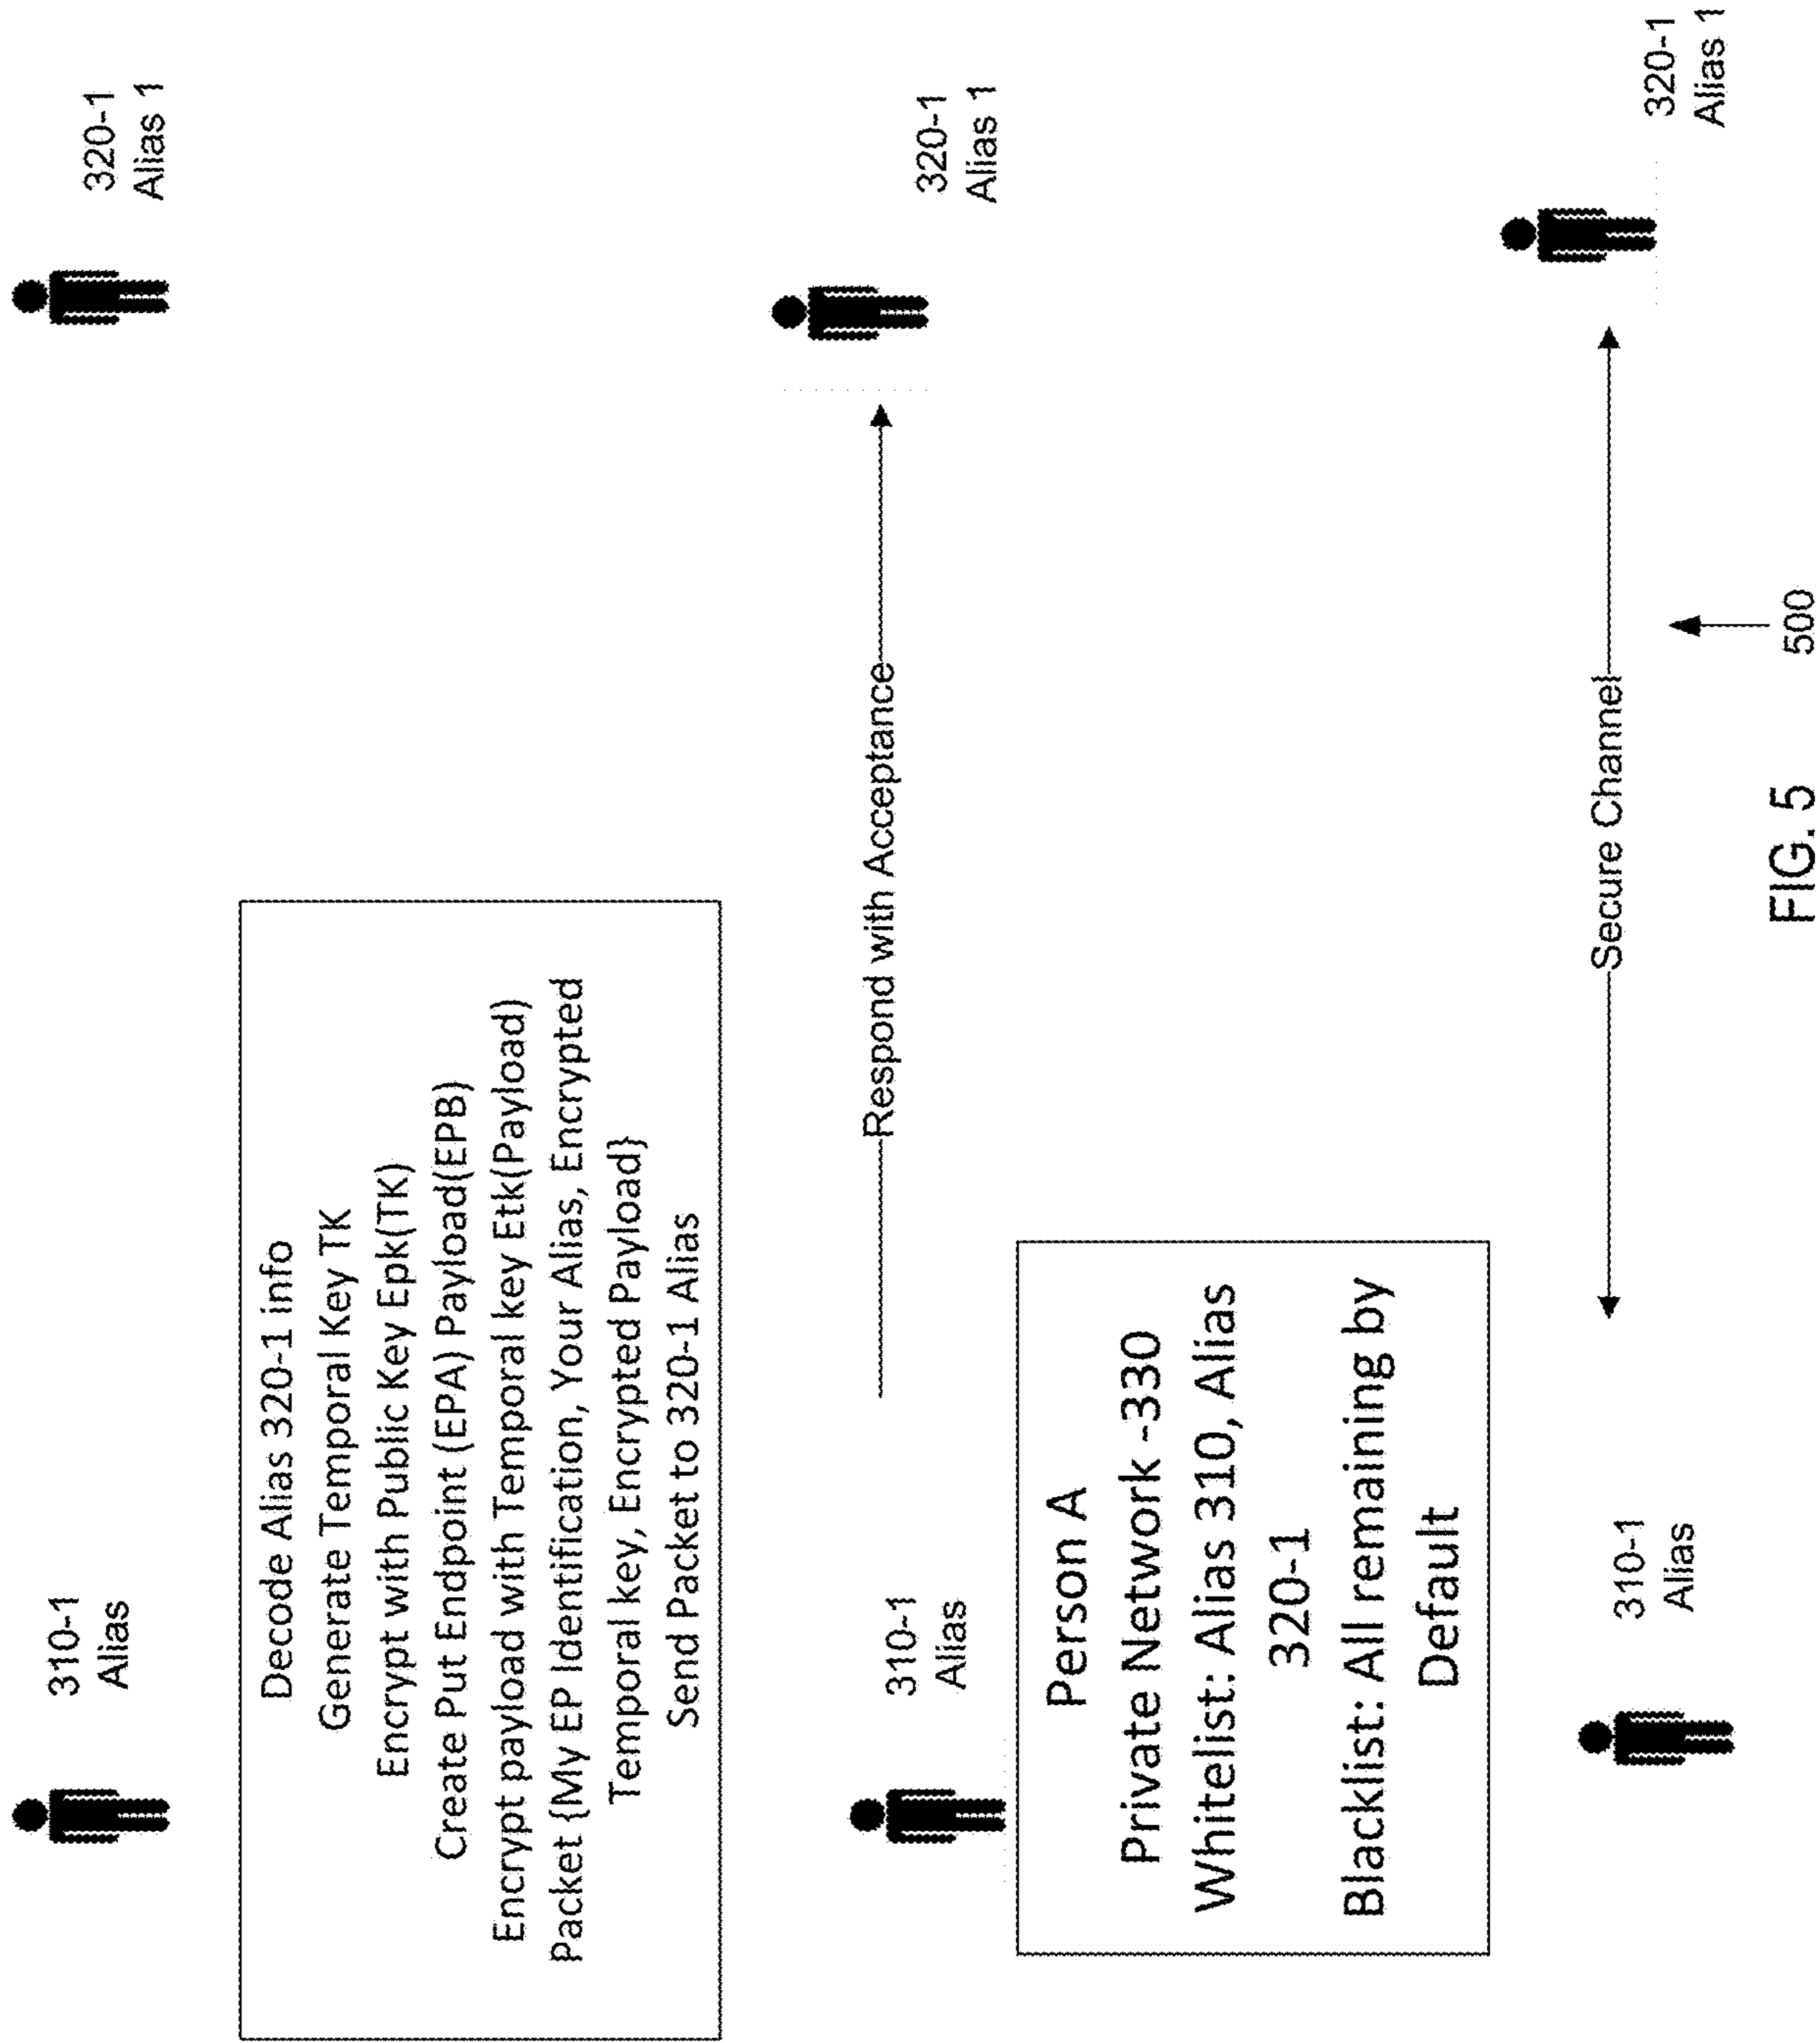 310-1
Alias
320-1
Alias 1
Decode Alias 320-1 info
Generate Temporal Key TK
Encrypt with Public Key Epk(TK)
Create Put Endpoint (EPA) Payload(EPB)
Encrypt payload with Temporal key Etk(Payload)
Packet {My EP Identification, Your Alias, Encrypted
Temporal key, Encrypted Payload}
Send Packet to 320-1 Alias
310-1
Alias
Respond with Acceptance
320-1
Alias 1
Person A
Private Network -330
Whitelist: Alias 310, Alias
320-1
Blacklist: All remaining by
Default
310-1
Alias
Secure Channel
320-1
Alias 1
500
FIG. 5